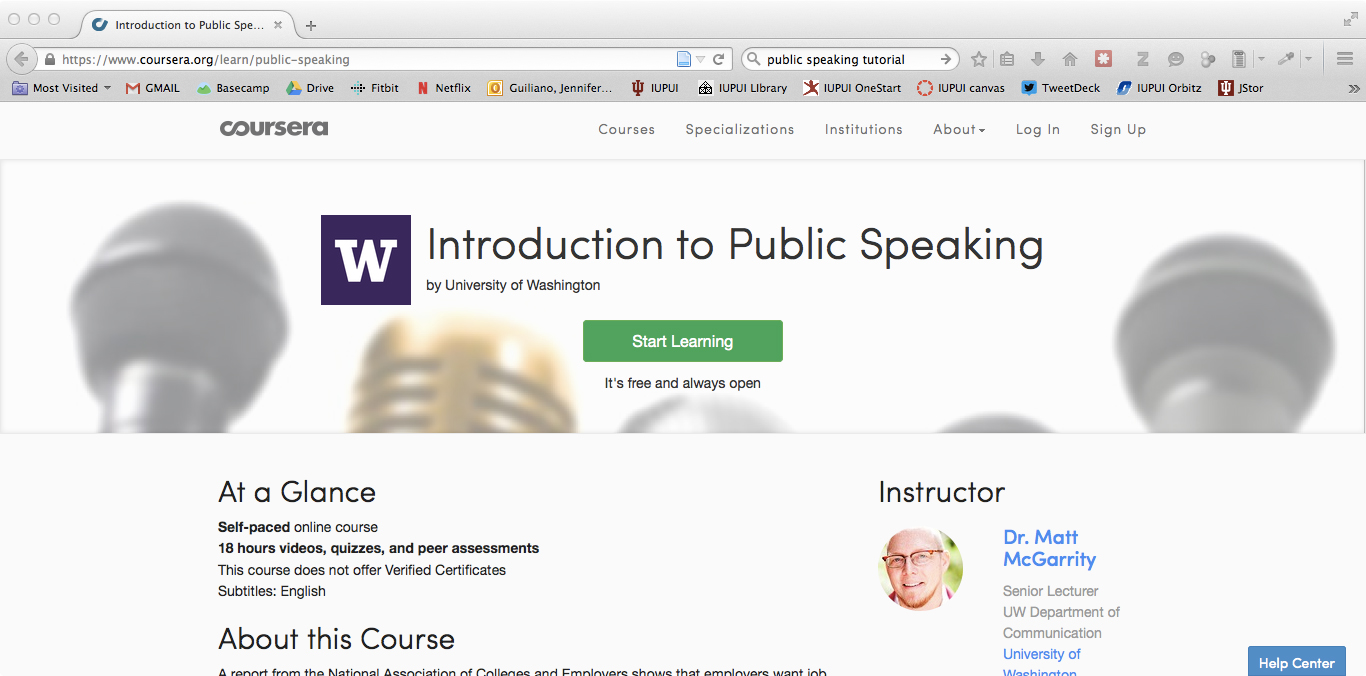 Introduction to Public Spe...
https://www.coursera.org/learn/public-speaking
public speaking tutorial
Most Visited GMAIL Basecamp Drive Fitbit Netflix Guiliano, Jennifer... IUPUI IUPUI LIbrary IUPUI OneStart IUPUI canvas TweetDeck IUPUI Orbitz JStor
coursera Courses Specializations Institutions About Log In Sign Up
W
Introduction to Public Speaking
by University of Washington
Start Learning
It's free and always open
At a Glance
Self-paced online course
18 hours videos, quizzes, and peer assessments
This course does not offer Verified Certificates
Subtitles: English
About this Course
A report from the National Association of Colleges and Employers shows that employers want job
Instructor
Dr. Matt
McGarrity
Senior Lecturer
UW Department of
Communication
University of
Washington
Help Center